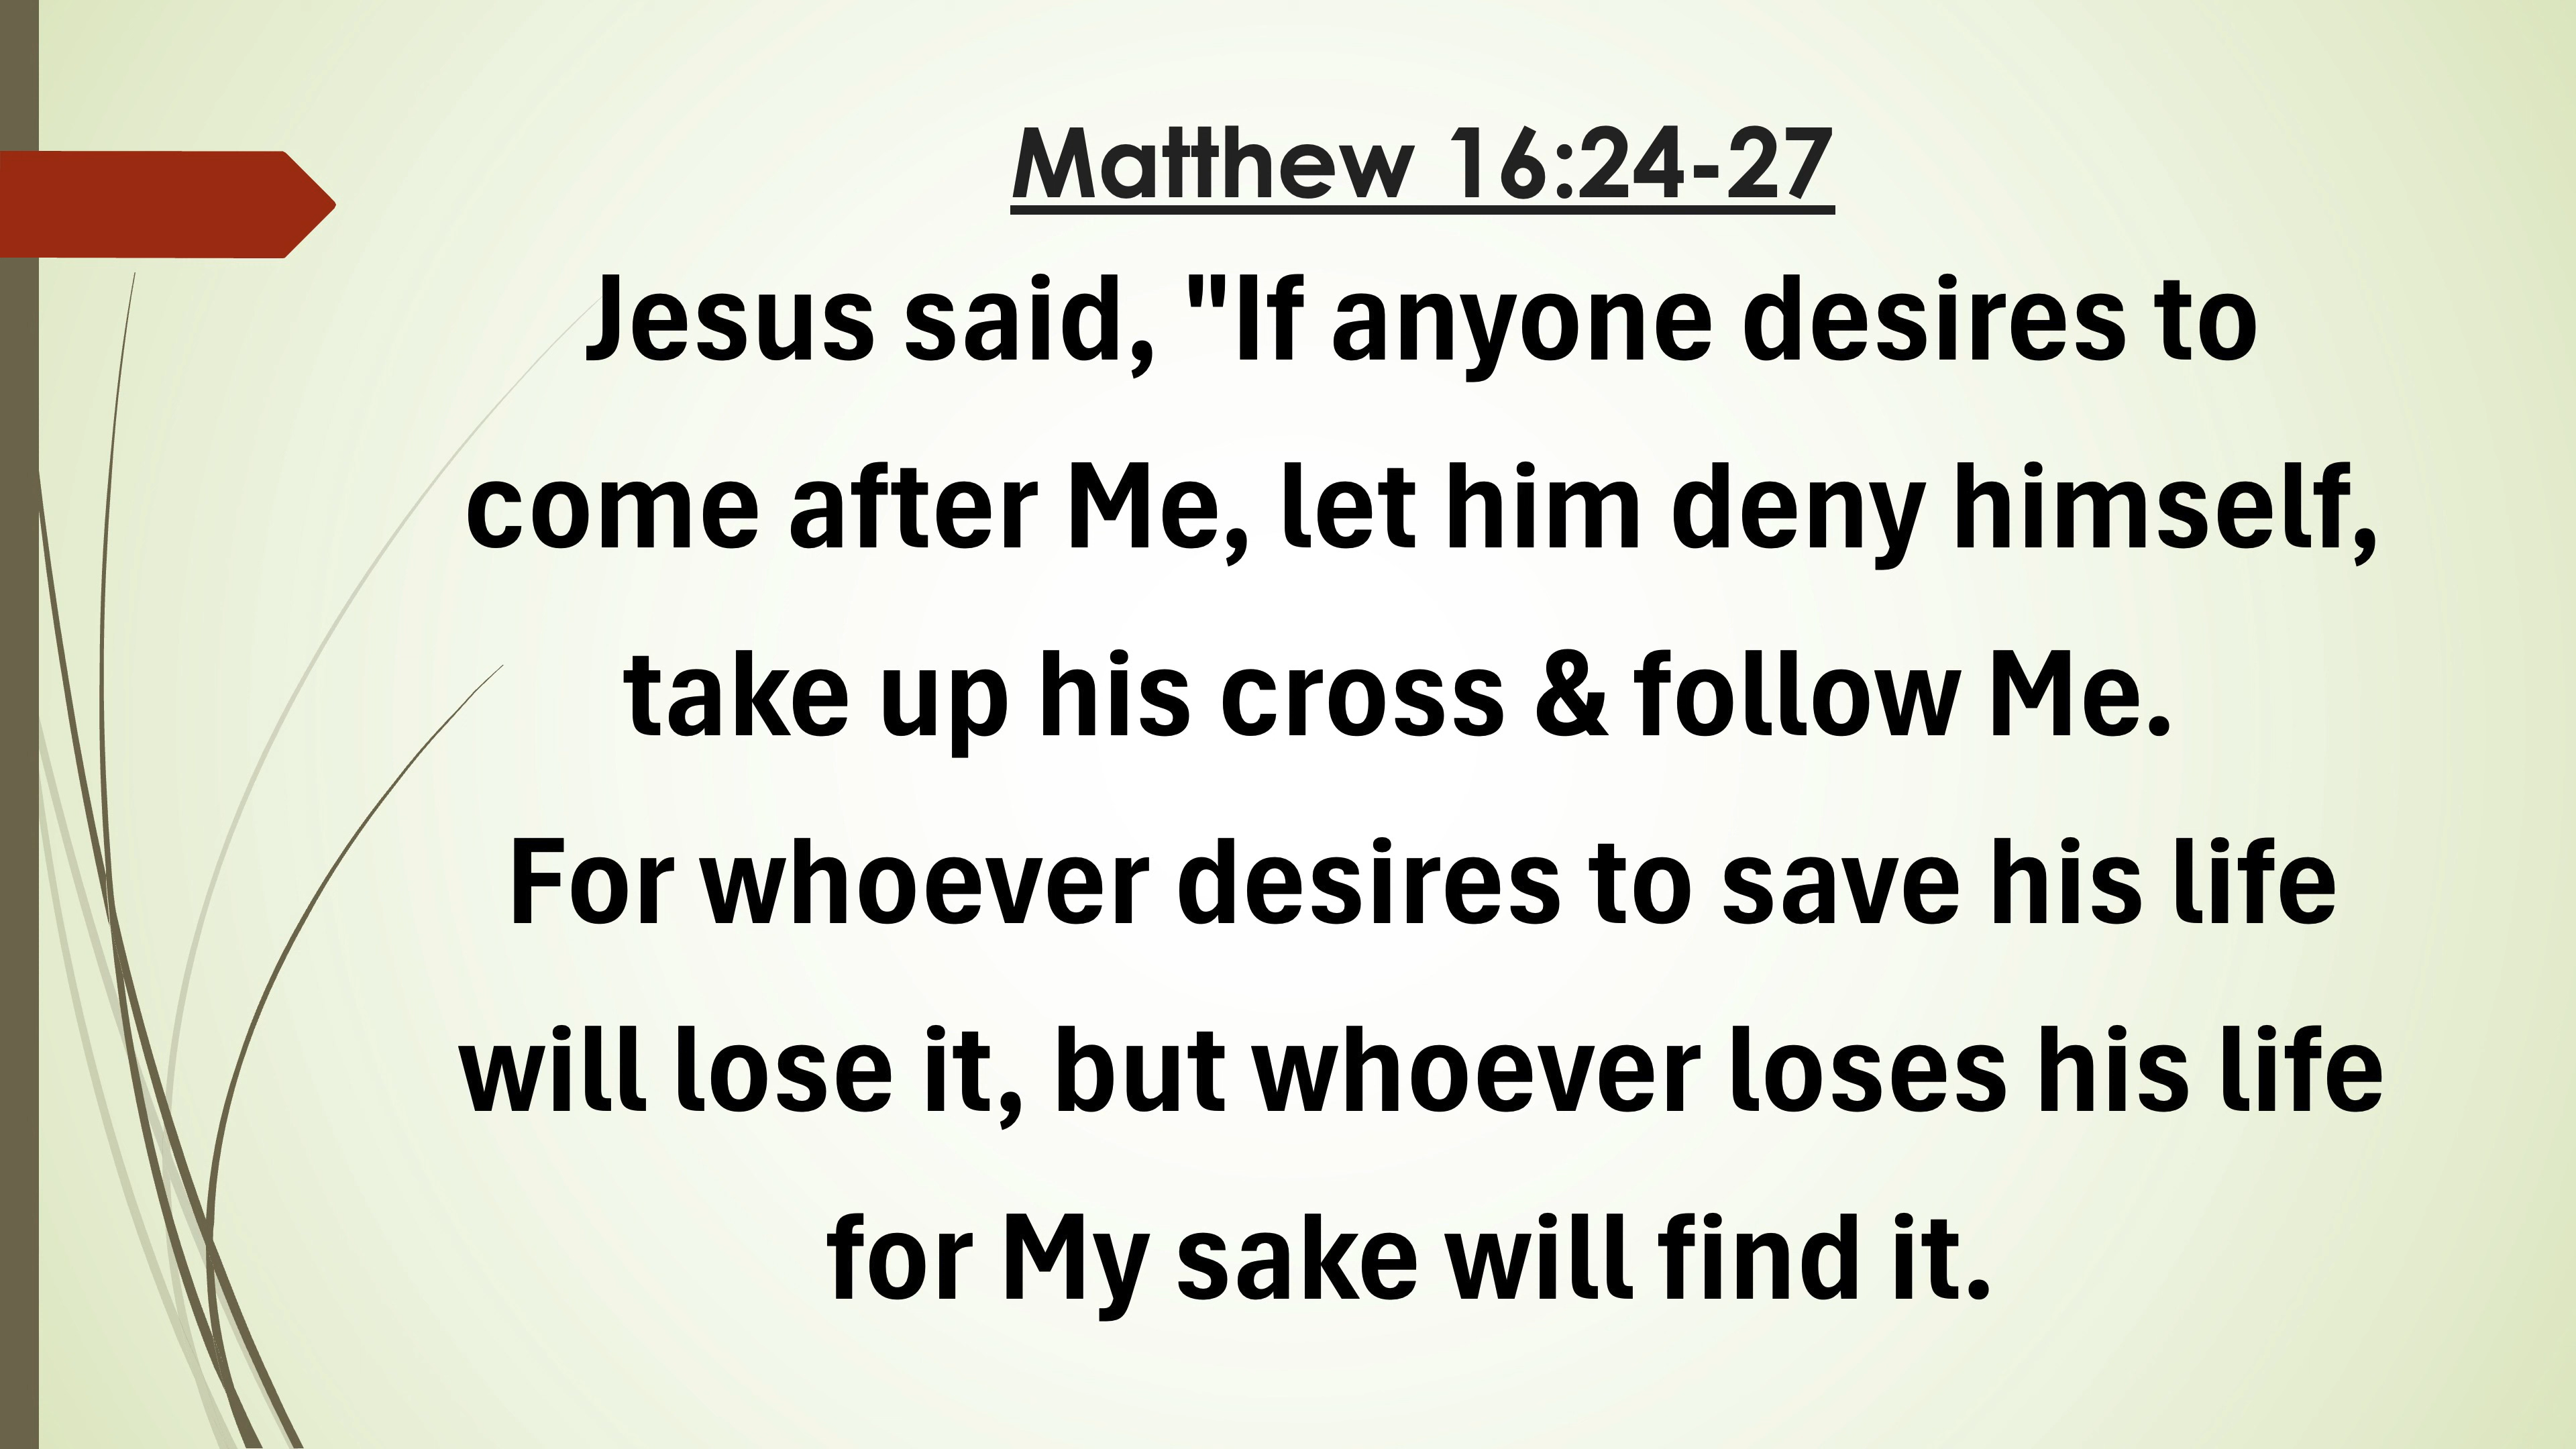 Matthew 16:24-27
Jesus said, "If anyone desires to
come after Me, let him deny himself,
take up his cross & follow Me.
For whoever desires to save his life
will lose it, but whoever loses his life
for My sake will find it.